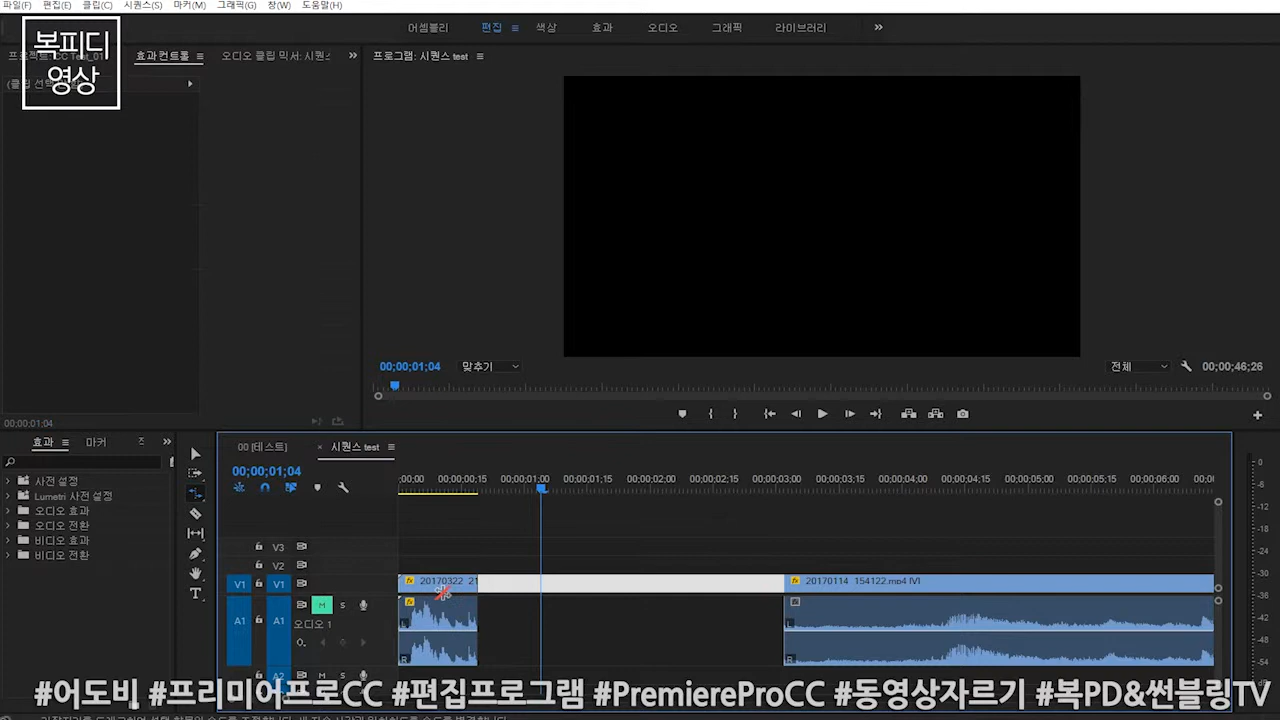 파일(F) 편집(E) 클립(C) 시퀀스(S) 마커(M) 그래픽(G) 창(W) 도움말(H)
복피디
영상
어셈블리 편집 색상 효과 오디오 그래픽 라이브러리
효과 컨트롤 오디오 클립 믹서: 시퀀스
프로그램: 시퀀스 test
00;00;01;04 맞추기 전체 00;00;46;26
00;00;01;04
효과 마커
00 [테스트] 시퀀스 test
00;00;01;04
;00;00 00;00;00;15 00;00;01;00 00;00;01;15 00;00;02;00 00;00;02;15 00;00;03;00 00;00;03;15 00;00;04;00 00;00;04;15 00;00;05;00 00;00;05;15 00;00;06;00
사전 설정
Lumetri 사전 설정
오디오 효과
오디오 전환
비디오 효과
비디오 전환
V3
V2
V1 V1 20170322 21 20170114_154122.mp4 [V]
A1 A1 M S
오디오 1
L L
R R
A2 M S
0
-6
-12
-18
-24
-30
-36
-42
-48
#어도비 #프리미어프로CC #편집프로그램 #PremiereProCC #동영상자르기 #복PD&썬블링TV